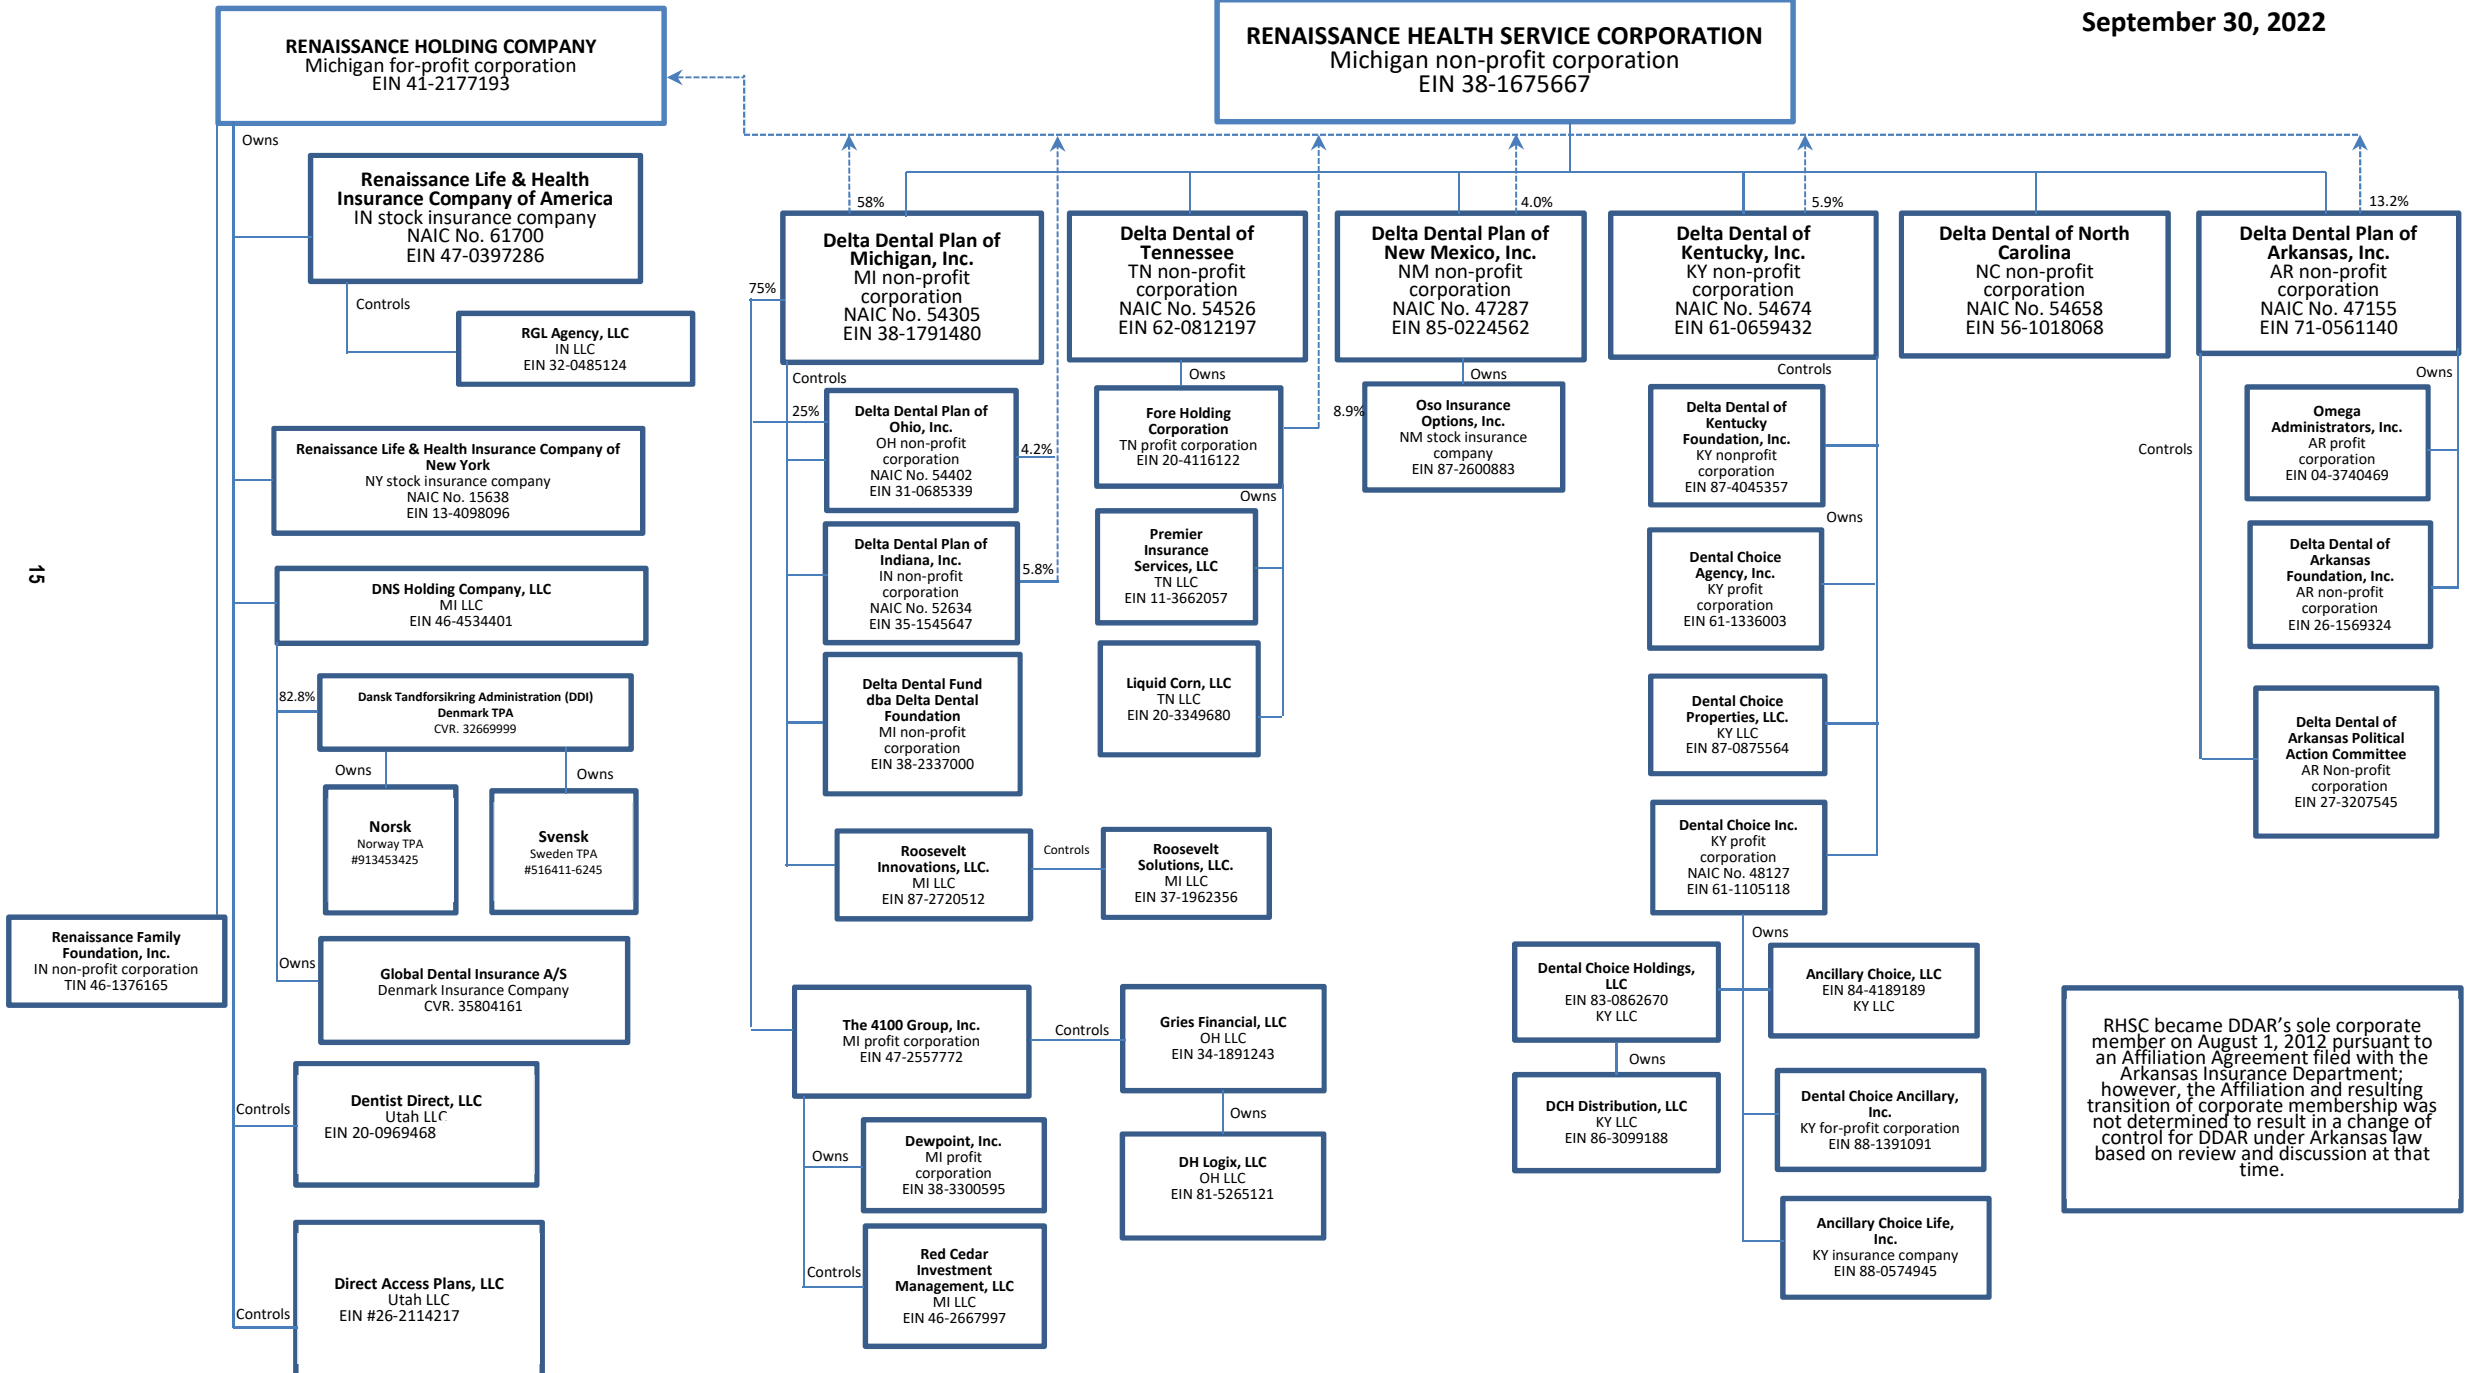 September 30, 2022
RENAISSANCE HOLDING COMPANY
Michigan for-profit corporation
EIN 41-2177193
RENAISSANCE HEALTH SERVICE CORPORATION
Michigan non-profit corporation
EIN 38-1675667
Owns
Renaissance Life & Health
Insurance Company of America
IN stock insurance company
NAIC No. 61700
EIN 47-0397286
Controls
RGL Agency, LLC
IN LLC
EIN 32-0485124
Renaissance Life & Health Insurance Company of
New York
NY stock insurance company
NAIC No. 15638
EIN 13-4098096
DNS Holding Company, LLC
MI LLC
EIN 46-4534401
82.8%
Dansk Tandforsikring Administration (DDI)
Denmark TPA
CVR. 32669999
Owns
Owns
Norsk
Norway TPA
#913453425
Svensk
Sweden TPA
#516411-6245
Renaissance Family
Foundation, Inc.
IN non-profit corporation
TIN 46-1376165
Owns
Global Dental Insurance A/S
Denmark Insurance Company
CVR. 35804161
Controls
Dentist Direct, LLC
Utah LLC
EIN 20-0969468
Controls
Direct Access Plans, LLC
Utah LLC
EIN #26-2114217
58%
Delta Dental Plan of
Michigan, Inc.
MI non-profit
corporation
NAIC No. 54305
EIN 38-1791480
75%
Controls
25%
Delta Dental Plan of
Ohio, Inc.
OH non-profit
corporation
NAIC No. 54402
EIN 31-0685339
4.2%
Delta Dental Plan of
Indiana, Inc.
IN non-profit
corporation
NAIC No. 52634
EIN 35-1545647
5.8%
Delta Dental Fund
dba Delta Dental
Foundation
MI non-profit
corporation
EIN 38-2337000
Roosevelt
Innovations, LLC.
MI LLC
EIN 87-2720512
Controls
Roosevelt
Solutions, LLC.
MI LLC
EIN 37-1962356
The 4100 Group, Inc.
MI profit corporation
EIN 47-2557772
Controls
Gries Financial, LLC
OH LLC
EIN 34-1891243
Owns
DH Logix, LLC
OH LLC
EIN 81-5265121
Owns
Dewpoint, Inc.
MI profit
corporation
EIN 38-3300595
Controls
Red Cedar
Investment
Management, LLC
MI LLC
EIN 46-2667997
Delta Dental of
Tennessee
TN non-profit
corporation
NAIC No. 54526
EIN 62-0812197
Owns
Fore Holding
Corporation
TN profit corporation
EIN 20-4116122
8.9%
Owns
Premier
Insurance
Services, LLC
TN LLC
EIN 11-3662057
Liquid Corn, LLC
TN LLC
EIN 20-3349680
4.0%
Delta Dental Plan of
New Mexico, Inc.
NM non-profit
corporation
NAIC No. 47287
EIN 85-0224562
Owns
Oso Insurance
Options, Inc.
NM stock insurance
company
EIN 87-2600883
5.9%
Delta Dental of
Kentucky, Inc.
KY non-profit
corporation
NAIC No. 54674
EIN 61-0659432
Controls
Delta Dental of
Kentucky
Foundation, Inc.
KY nonprofit
corporation
EIN 87-4045357
Owns
Dental Choice
Agency, Inc.
KY profit
corporation
EIN 61-1336003
Dental Choice
Properties, LLC.
KY LLC
EIN 87-0875564
Dental Choice Inc.
KY profit
corporation
NAIC No. 48127
EIN 61-1105118
Owns
Dental Choice Holdings,
LLC
EIN 83-0862670
KY LLC
Owns
DCH Distribution, LLC
KY LLC
EIN 86-3099188
Ancillary Choice, LLC
EIN 84-4189189
KY LLC
Dental Choice Ancillary,
Inc.
KY for-profit corporation
EIN 88-1391091
Ancillary Choice Life,
Inc.
KY insurance company
EIN 88-0574945
Delta Dental of North
Carolina
NC non-profit
corporation
NAIC No. 54658
EIN 56-1018068
13.2%
Delta Dental Plan of
Arkansas, Inc.
AR non-profit
corporation
NAIC No. 47155
EIN 71-0561140
Owns
Omega
Administrators, Inc.
AR profit
corporation
EIN 04-3740469
Controls
Delta Dental of
Arkansas
Foundation, Inc.
AR non-profit
corporation
EIN 26-1569324
Delta Dental of
Arkansas Political
Action Committee
AR Non-profit
corporation
EIN 27-3207545
RHSC became DDAR's sole corporate
member on August 1, 2012 pursuant to
an Affiliation Agreement filed with the
Arkansas Insurance Department;
however, the Affiliation and resulting
transition of corporate membership was
not determined to result in a change of
control for DDAR under Arkansas law
based on review and discussion at that
time.
15